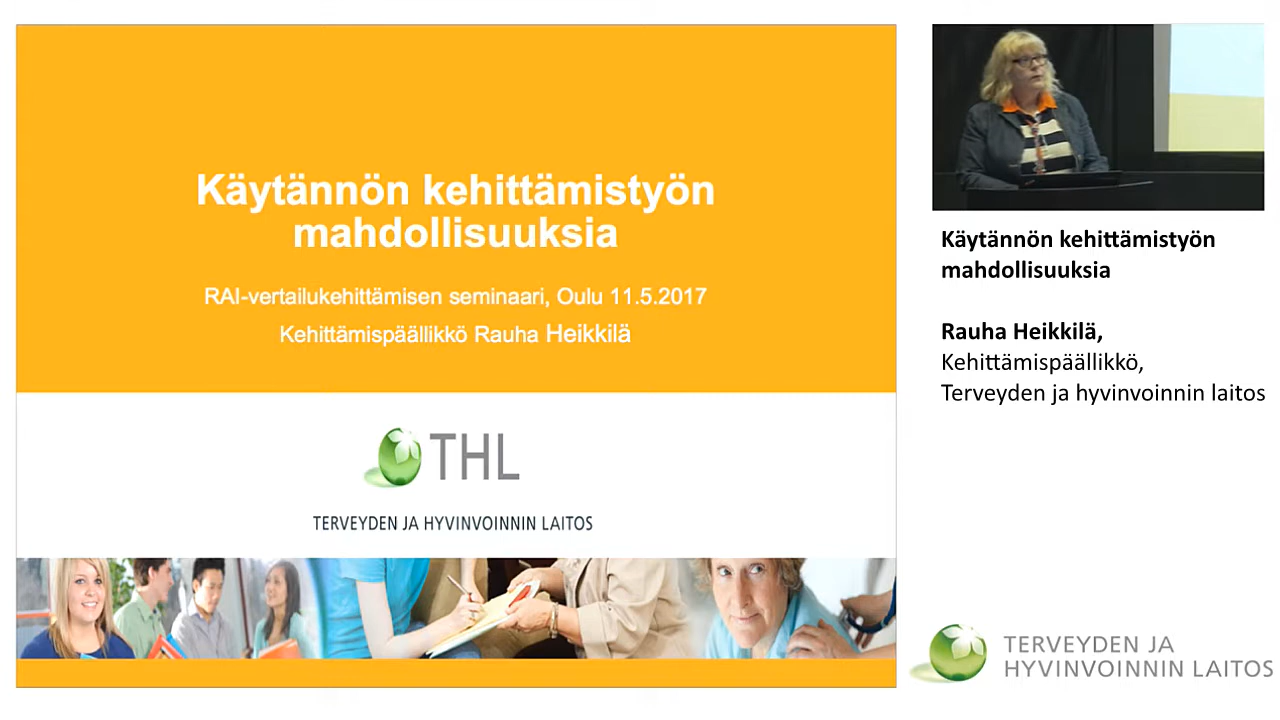 Käytännön kehittämistyön
mahdollisuuksia
RAI-vertailukehittämisen seminaari, Oulu 11.5.2017
Kehittämispäällikkö Rauha Heikkilä
THL
TERVEYDEN JA HYVINVOINNIN LAITOS
Käytännön kehittämistyön
mahdollisuuksia
Rauha Heikkilä,
Kehittämispäällikkö,
Terveyden ja hyvinvoinnin laitos
TERVEYDEN JA
HYVINVOINNIN LAITOS